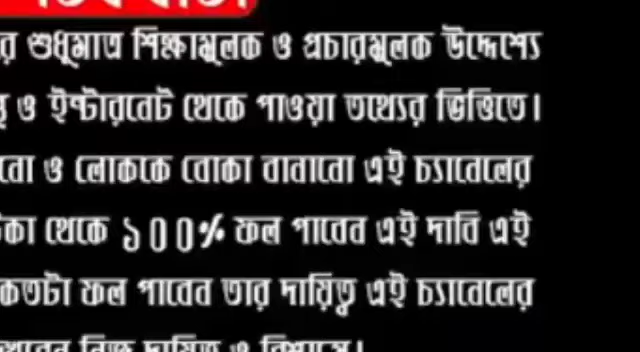 শুধুমাত্র শিক্ষামূলক ও প্রচারমূলক উদ্দেশ্যে
ও ইন্টারনেট থেকে পাওয়া তথ্যের ভিত্তিতে।
ও লোককে বোকা বানানো এই চ্যানেলের
থেকে ১০০% ফল পাবেন এই দাবি এই
কতটা ফল পাবেন তার দায়িত্ব এই চ্যানেলের